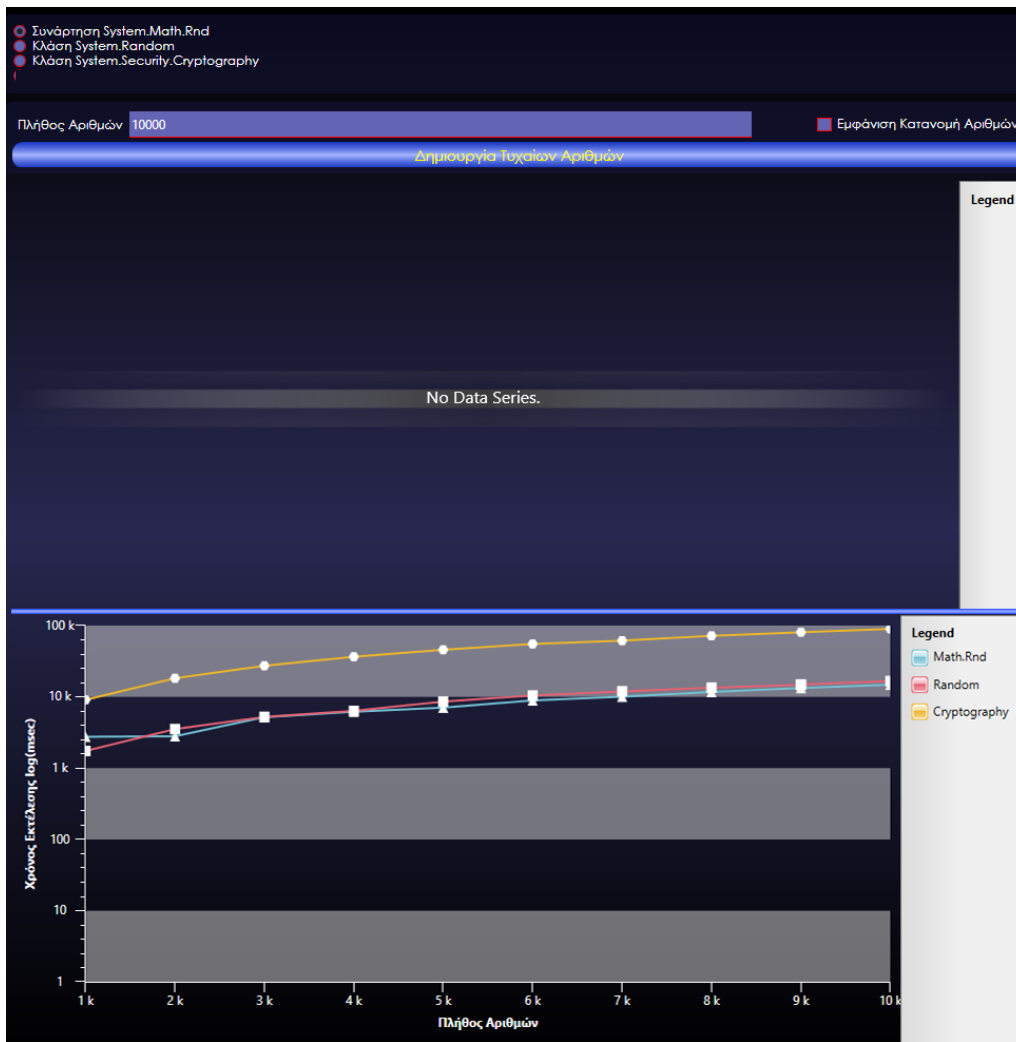 Συνάρτηση System.Math.Rnd
Κλάση System.Random
Κλάση System.Security.Cryptography
Πλήθος Αριθμών 10000
Εμφάνιση Κατανομή Αριθμών
Δημιουργία Τυχαίων Αριθμών
Legend
No Data Series.
Χρόνος Εκτέλεσης log(msec)
100 k
10 k
1 k
100
10
1
1 k 2 k 3 k 4 k 5 k 6 k 7 k 8 k 9 k 10 k
Πλήθος Αριθμών
Legend
Math.Rnd
Random
Cryptography